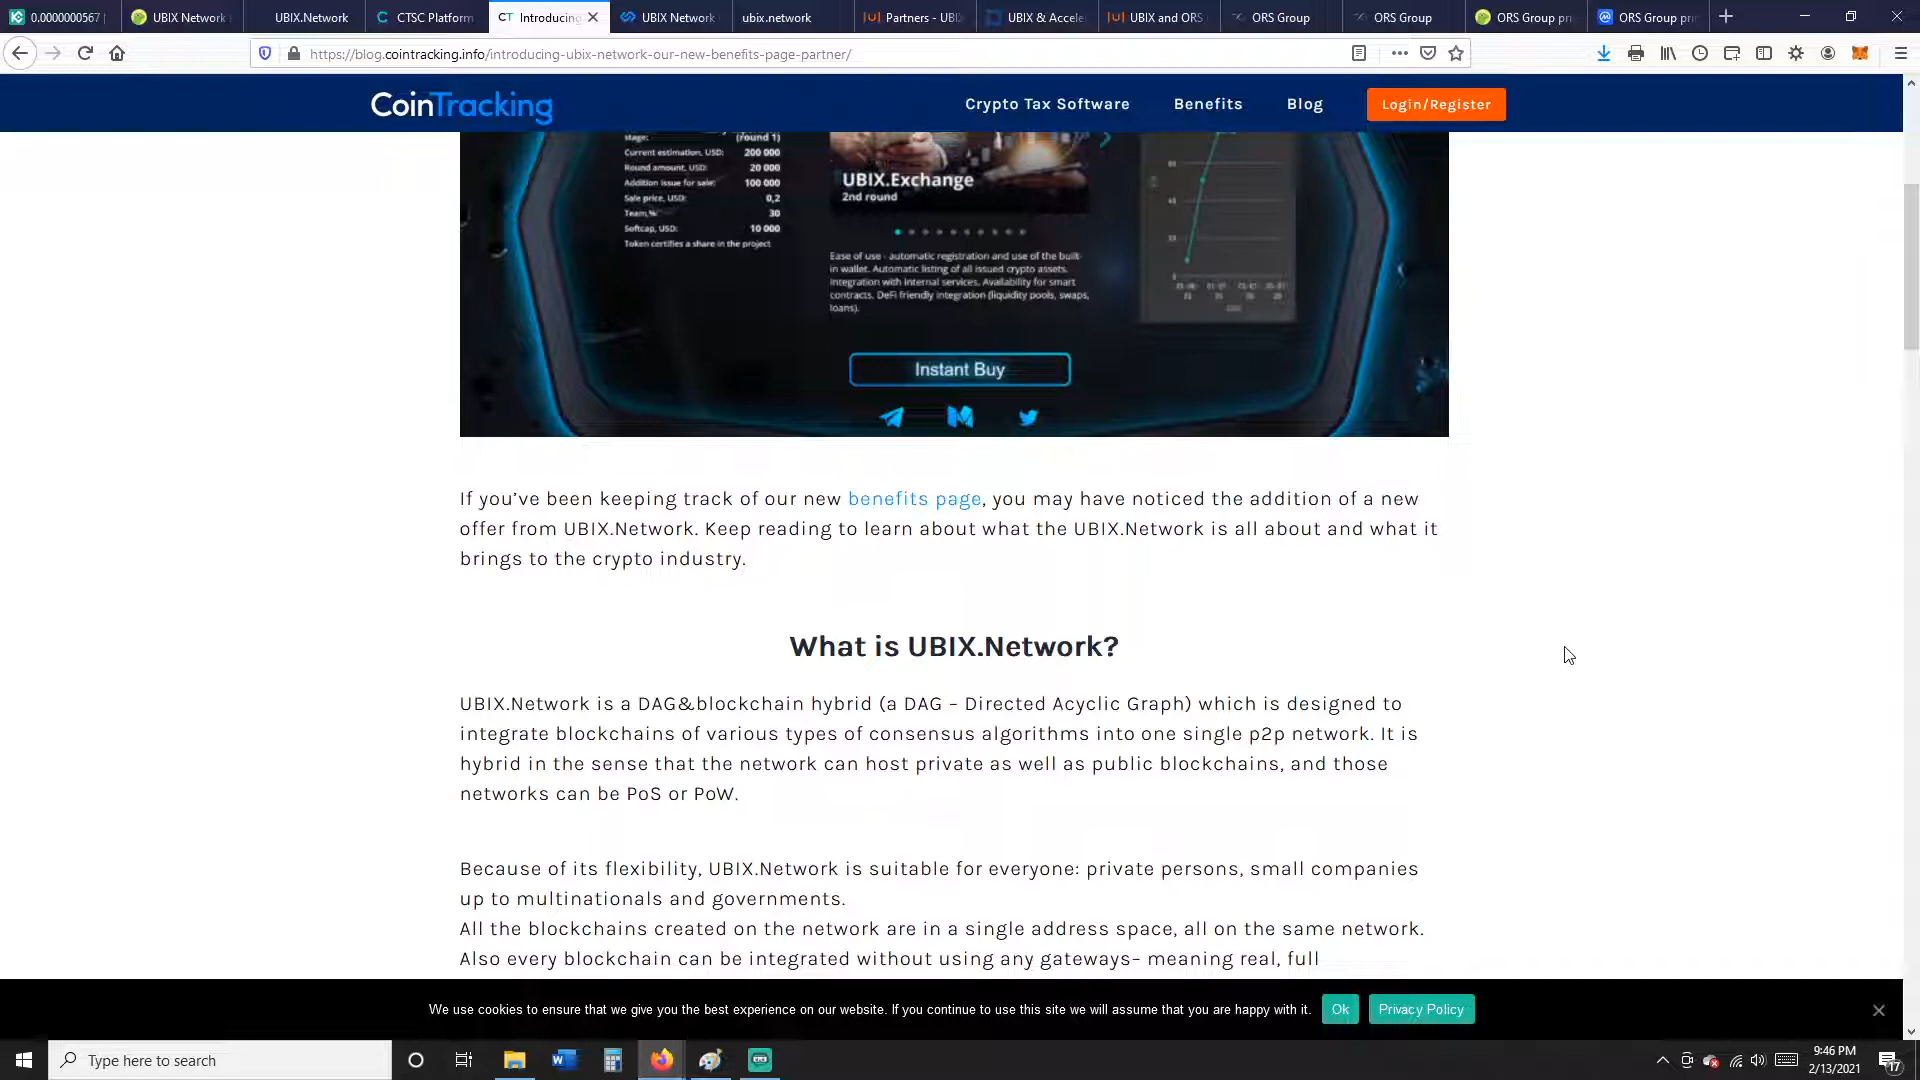 0.0000000567
UBIX Network
UBIX.Network
CTSC Platform
CT Introducing
UBIX Network
ubix.network
Partners - UBI
UBIX & Accele
UBIX and ORS
ORS Group
ORS Group
ORS Group pri
ORS Group pri
https://blog.cointracking.info/introducing-ubix-network-our-new-benefits-page-partner/
CoinTracking
Crypto Tax Software
Benefits
Blog
Login/Register
stage: (round 1)
Current estimation, USD: 200 000
Round amount, USD: 20 000
Addition issue for sale: 100 000
Sale price, USD: 0,2
Team,%: 30
Softcap, USD: 10 000
Token certifies a share in the project
UBIX.Exchange
2nd round
Ease of use - automatic registration and use of the built-
in wallet. Automatic listing of all issued crypto assets.
Integration with internal services. Availability for smart
contracts. DeFi friendly integration (liquidity pools, swaps,
loans).
Instant Buy
If you’ve been keeping track of our new benefits page, you may have noticed the addition of a new
offer from UBIX.Network. Keep reading to learn about what the UBIX.Network is all about and what it
brings to the crypto industry.
What is UBIX.Network?
UBIX.Network is a DAG&blockchain hybrid (a DAG – Directed Acyclic Graph) which is designed to
integrate blockchains of various types of consensus algorithms into one single p2p network. It is
hybrid in the sense that the network can host private as well as public blockchains, and those
networks can be PoS or PoW.
Because of its flexibility, UBIX.Network is suitable for everyone: private persons, small companies
up to multinationals and governments.
All the blockchains created on the network are in a single address space, all on the same network.
Also every blockchain can be integrated without using any gateways– meaning real, full
We use cookies to ensure that we give you the best experience on our website. If you continue to use this site we will assume that you are happy with it.
Ok
Privacy Policy
Type here to search
9:46 PM
2/13/2021
17